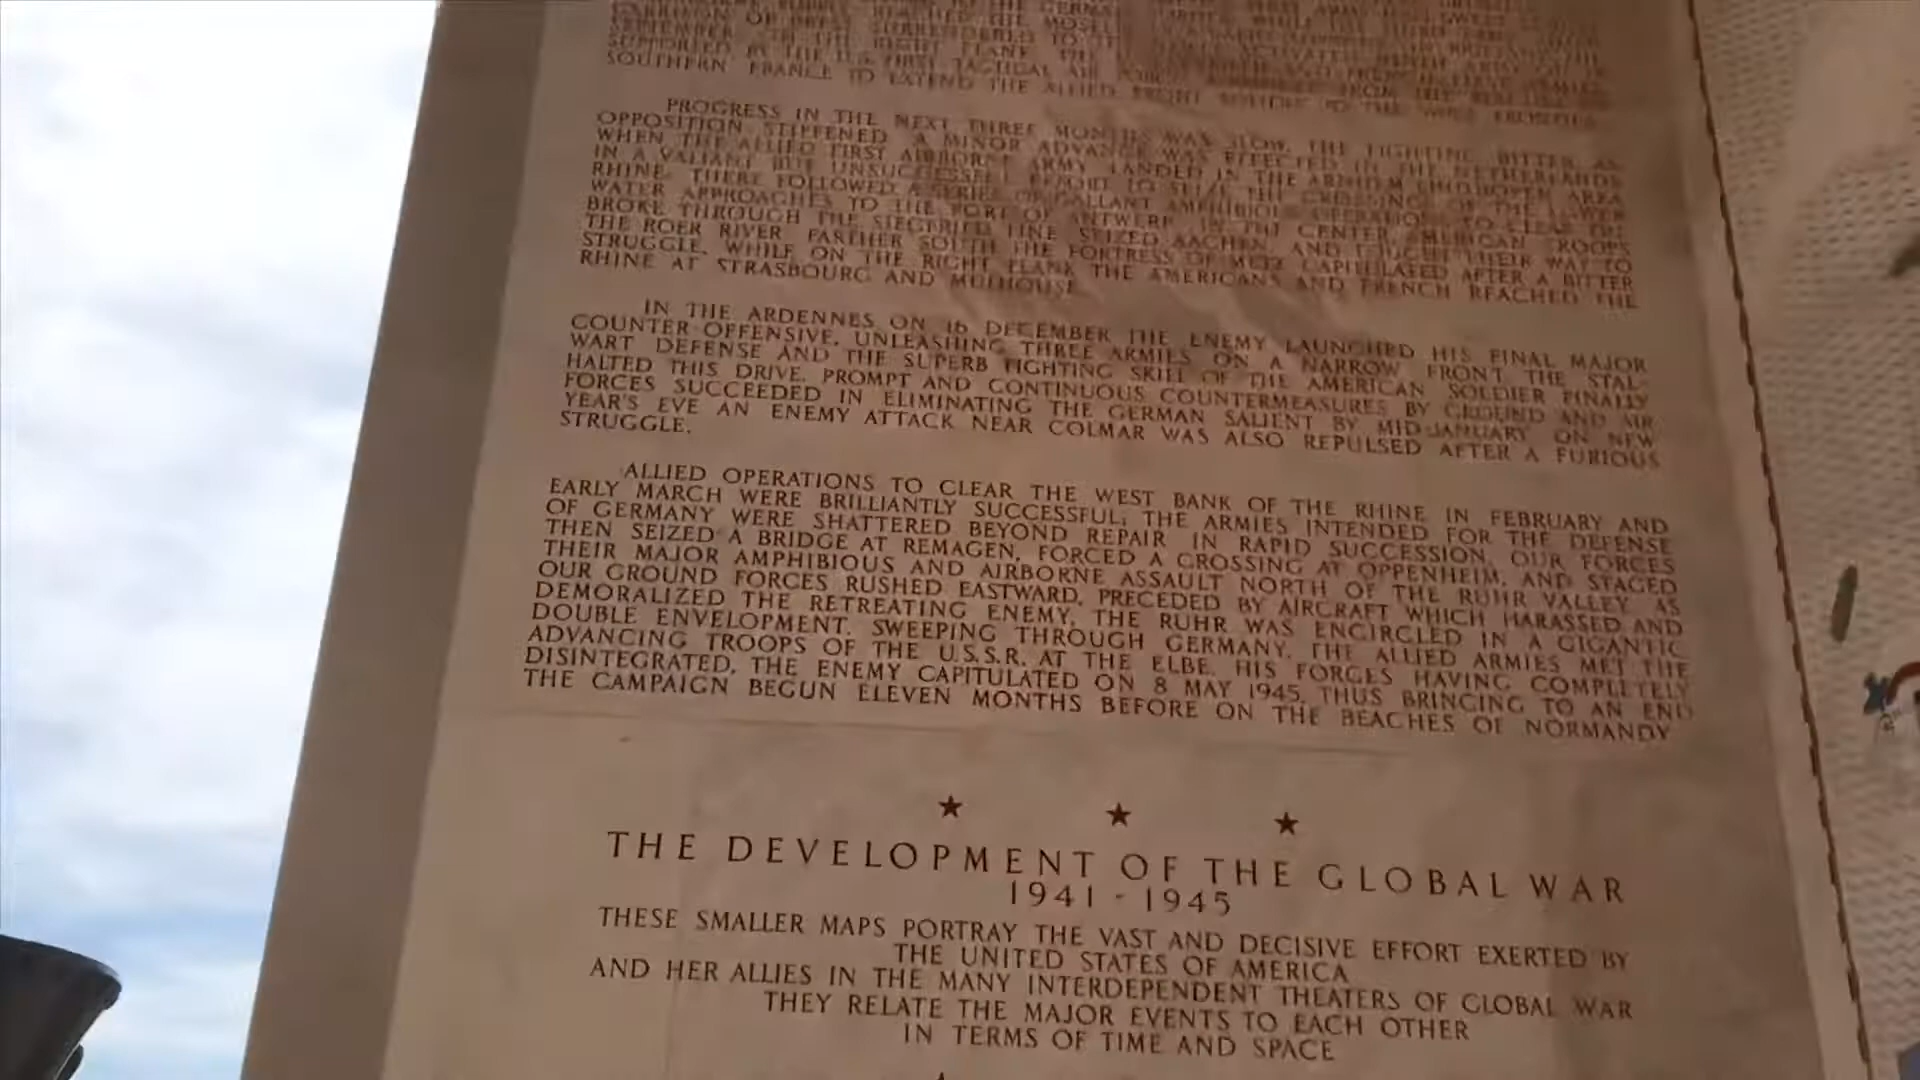 SOUTHERN FRANCE TO EXTEND THE ALLIED FRONT
PROGRESS IN THE NEXT THREE MONTHS WAS SLOW, THE FIGHTING BITTER AS
OPPOSITION STIFFENED A MINOR ADVANCE WAS EFFECTED IN THE NETHERLANDS
WHEN THE ALLIED FIRST AIRBORNE ARMY LANDED IN THE ARNHEM EINDHOVEN AREA
IN A VALIANT BUT UNSUCCESSFUL EFFORT TO SEIZE THE CROSSING OF THE LOWER
RHINE. THERE FOLLOWED A SERIES OF GALLANT AMPHIBIOUS OPERATIONS TO CLEAR THE
WATER APPROACHES TO THE PORT OF ANTWERP. IN THE CENTER AMERICAN TROOPS
BROKE THROUGH THE SIEGFRIED LINE SEIZED AACHEN, AND FOUGHT THEIR WAY TO
THE ROER RIVER. FARTHER SOUTH THE FORTRESS OF METZ CAPITULATED AFTER A BITTER
STRUGGLE, WHILE ON THE RIGHT FLANK THE AMERICANS AND FRENCH REACHED THE
RHINE AT STRASBOURG AND MULHOUSE
IN THE ARDENNES ON 16 DECEMBER THE ENEMY LAUNCHED HIS FINAL MAJOR
COUNTER-OFFENSIVE, UNLEASHING THREE ARMIES ON A NARROW FRONT THE STAL-
WART DEFENSE AND THE SUPERB FIGHTING SKILL OF THE AMERICAN SOLDIER FINALLY
HALTED THIS DRIVE. PROMPT AND CONTINUOUS COUNTERMEASURES BY GROUND AND AIR
FORCES SUCCEEDED IN ELIMINATING THE GERMAN SALIENT BY MID-JANUARY. ON NEW
YEAR'S EVE AN ENEMY ATTACK NEAR COLMAR WAS ALSO REPULSED AFTER A FURIOUS
STRUGGLE.
ALLIED OPERATIONS TO CLEAR THE WEST BANK OF THE RHINE IN FEBRUARY AND
EARLY MARCH WERE BRILLIANTLY SUCCESSFUL; THE ARMIES INTENDED FOR THE DEFENSE
OF GERMANY WERE SHATTERED BEYOND REPAIR IN RAPID SUCCESSION, OUR FORCES
THEN SEIZED A BRIDGE AT REMAGEN, FORCED A CROSSING AT OPPENHEIM, AND STAGED
THEIR MAJOR AMPHIBIOUS AND AIRBORNE ASSAULT NORTH OF THE RUHR VALLEY. AS
OUR GROUND FORCES RUSHED EASTWARD, PRECEDED BY AIRCRAFT WHICH HARASSED AND
DEMORALIZED THE RETREATING ENEMY, THE RUHR WAS ENCIRCLED IN A GIGANTIC
DOUBLE ENVELOPMENT. SWEEPING THROUGH GERMANY, THE ALLIED ARMIES MET THE
ADVANCING TROOPS OF THE U.S.S.R. AT THE ELBE. HIS FORCES HAVING COMPLETELY
DISINTEGRATED, THE ENEMY CAPITULATED ON 8 MAY 1945, THUS BRINGING TO AN END
THE CAMPAIGN BEGUN ELEVEN MONTHS BEFORE ON THE BEACHES OF NORMANDY
THE DEVELOPMENT OF THE GLOBAL WAR
1941 - 1945
THESE SMALLER MAPS PORTRAY THE VAST AND DECISIVE EFFORT EXERTED BY
THE UNITED STATES OF AMERICA
AND HER ALLIES IN THE MANY INTERDEPENDENT THEATERS OF GLOBAL WAR
THEY RELATE THE MAJOR EVENTS TO EACH OTHER
IN TERMS OF TIME AND SPACE